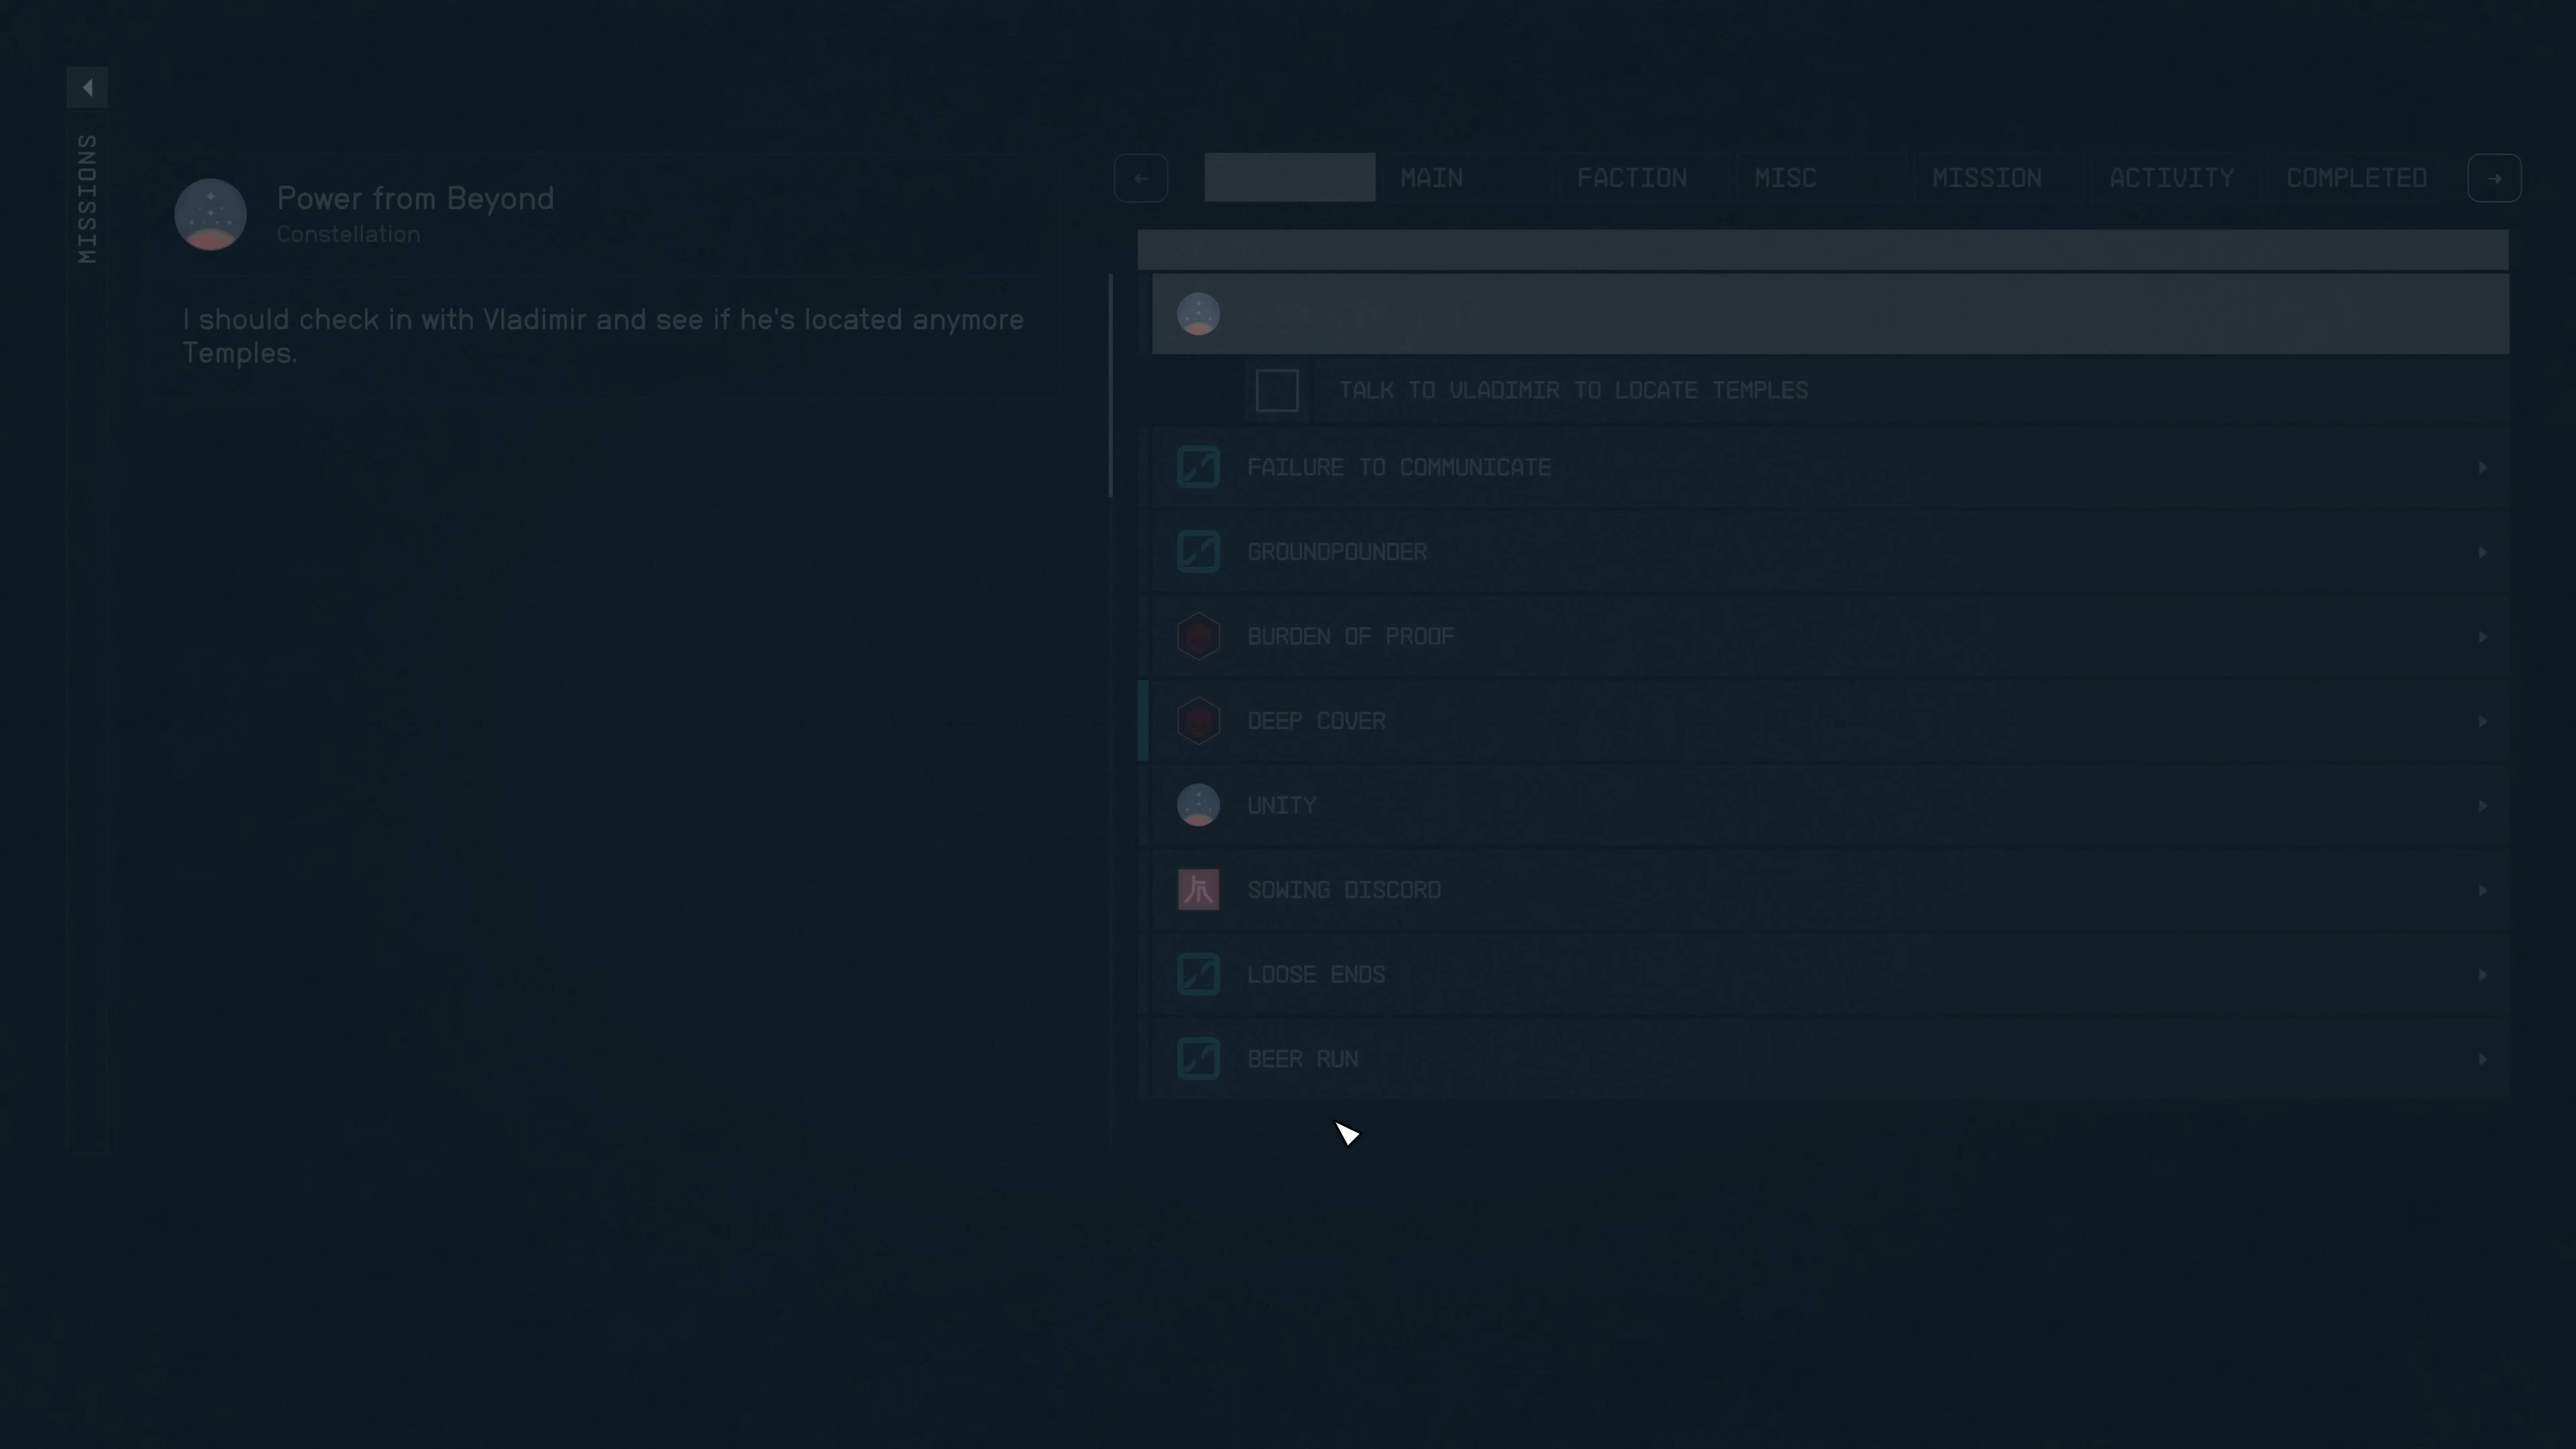 MISSIONS
Power from Beyond
Constellation
I should check in with Vladimir and see if he's located anymore
Temples.
MAIN
FACTION
MISC
MISSION
ACTIVITY
COMPLETED
TALK TO VLADIMIR TO LOCATE TEMPLES
FAILURE TO COMMUNICATE
GROUNDPOUNDER
BURDEN OF PROOF
DEEP COVER
UNITY
SOWING DISCORD
LOOSE ENDS
BEER RUN